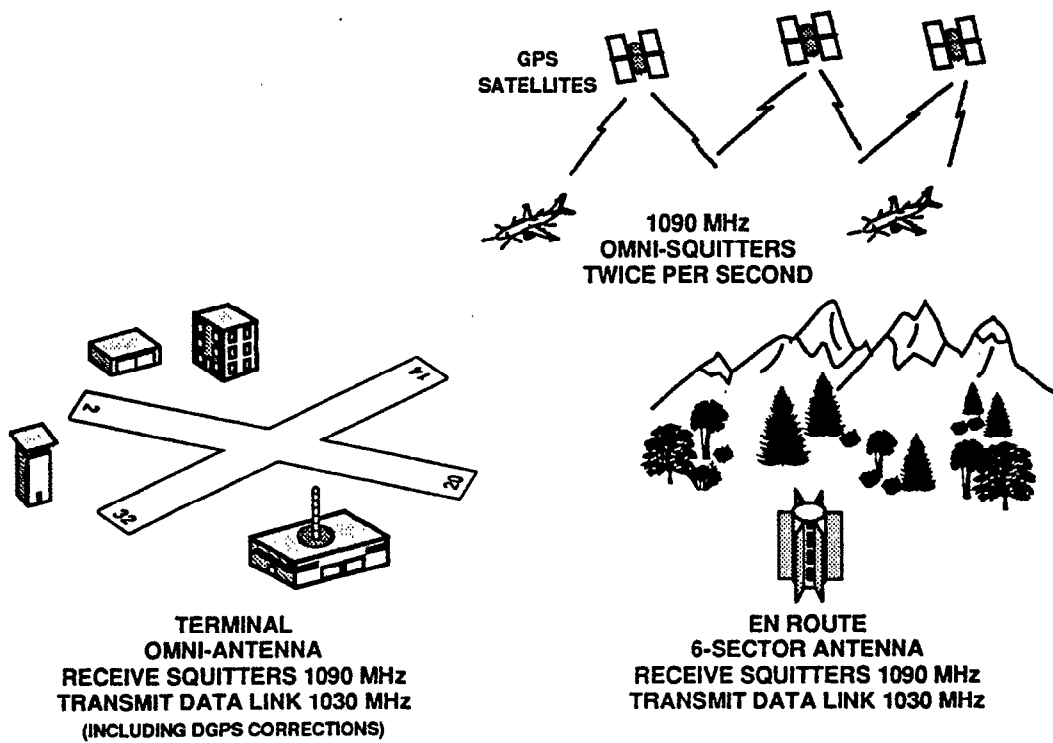 GPS
SATELLITES
1090 MHz
OMNI-SQUITTERS
TWICE PER SECOND
2
14
32
20
TERMINAL
OMNI-ANTENNA
RECEIVE SQUITTERS 1090 MHz
TRANSMIT DATA LINK 1030 MHz
(INCLUDING DGPS CORRECTIONS)
EN ROUTE
6-SECTOR ANTENNA
RECEIVE SQUITTERS 1090 MHz
TRANSMIT DATA LINK 1030 MHz